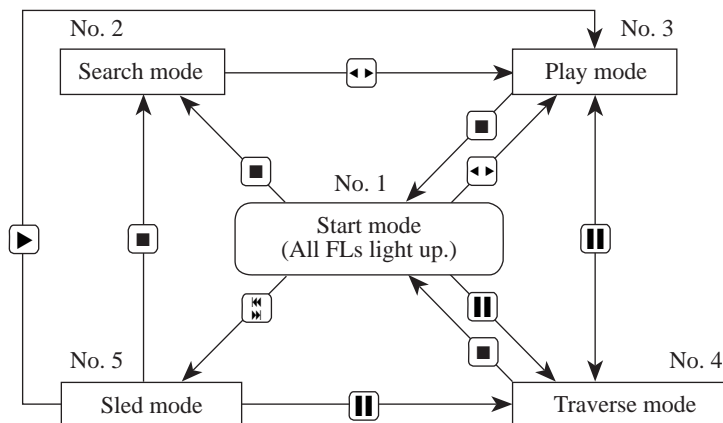 No. 2
No. 3
Search mode
Play mode
No. 1
Start mode
(All FLs light up.)
No. 5
No. 4
Sled mode
Traverse mode